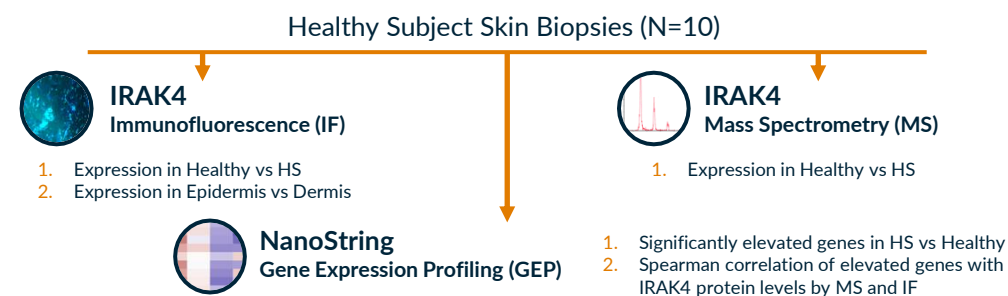 Healthy Subject Skin Biopsies (N=10)
IRAK4
Immunofluorescence (IF)
1. Expression in Healthy vs HS
2. Expression in Epidermis vs Dermis
IRAK4
Mass Spectrometry (MS)
1. Expression in Healthy vs HS
NanoString
Gene Expression Profiling (GEP)
1. Significantly elevated genes in HS vs Healthy
2. Spearman correlation of elevated genes with
IRAK4 protein levels by MS and IF